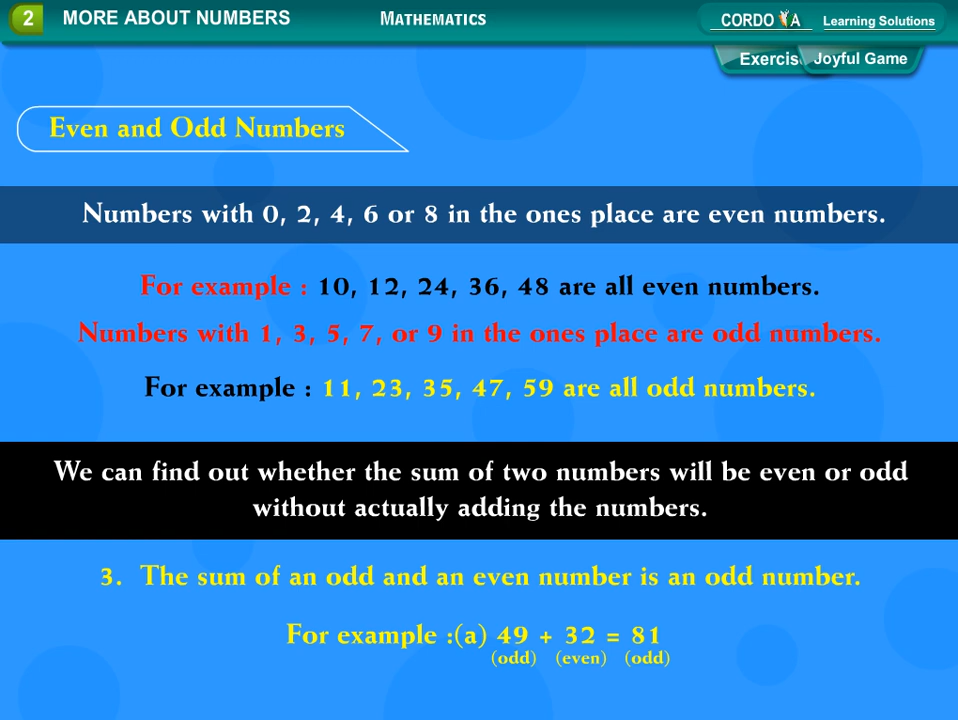 2 MORE ABOUT NUMBERS MATHEMATICS CORDO A Learning Solutions
Exercis Joyful Game
Even and Odd Numbers
Numbers with 0, 2, 4, 6 or 8 in the ones place are even numbers.
For example : 10, 12, 24, 36, 48 are all even numbers.
Numbers with 1, 3, 5, 7, or 9 in the ones place are odd numbers.
For example : 11, 23, 35, 47, 59 are all odd numbers.
We can find out whether the sum of two numbers will be even or odd
without actually adding the numbers.
3. The sum of an odd and an even number is an odd number.
For example :(a) 49 + 32 = 81
(odd) (even) (odd)